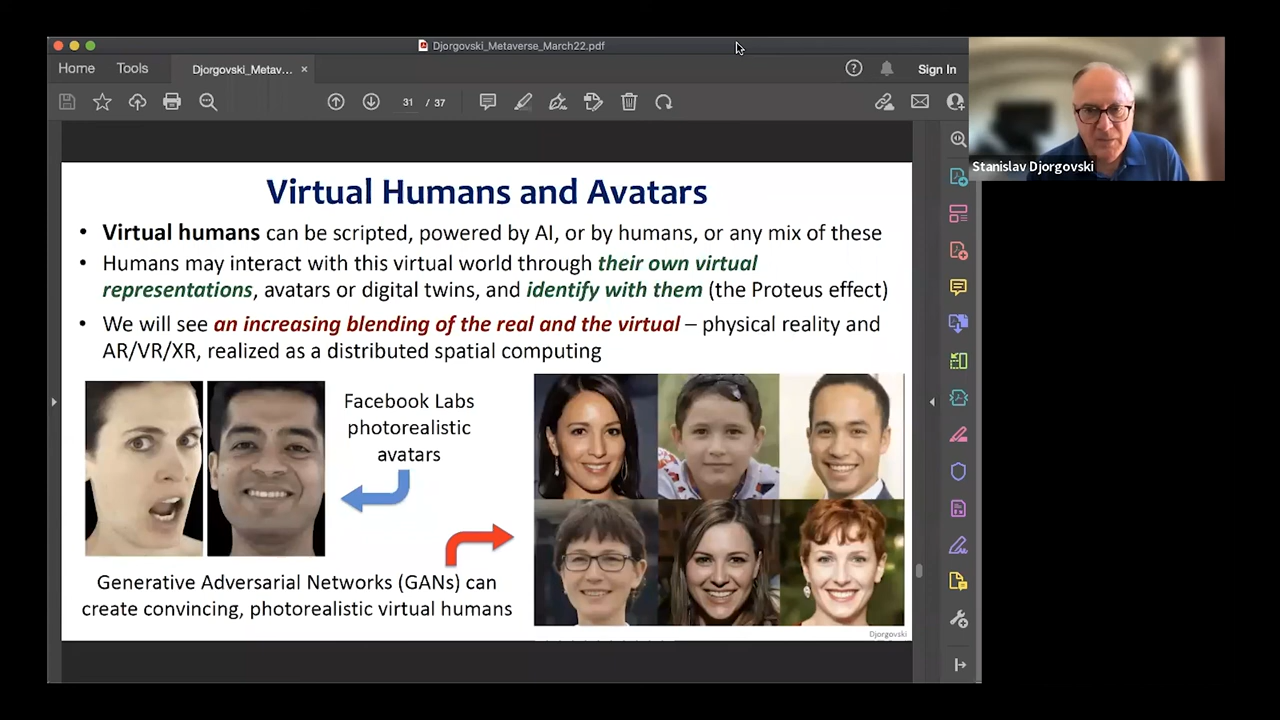 Djorgovski_Metaverse_March22.pdf
Home Tools Djorgovski_Metav... × Sign In
31 / 37
Stanislav Djorgovski
Virtual Humans and Avatars
• Virtual humans can be scripted, powered by AI, or by humans, or any mix of these
• Humans may interact with this virtual world through their own virtual
representations, avatars or digital twins, and identify with them (the Proteus effect)
• We will see an increasing blending of the real and the virtual – physical reality and
AR/VR/XR, realized as a distributed spatial computing
Facebook Labs
photorealistic
avatars
Generative Adversarial Networks (GANs) can
create convincing, photorealistic virtual humans
Djorgovski